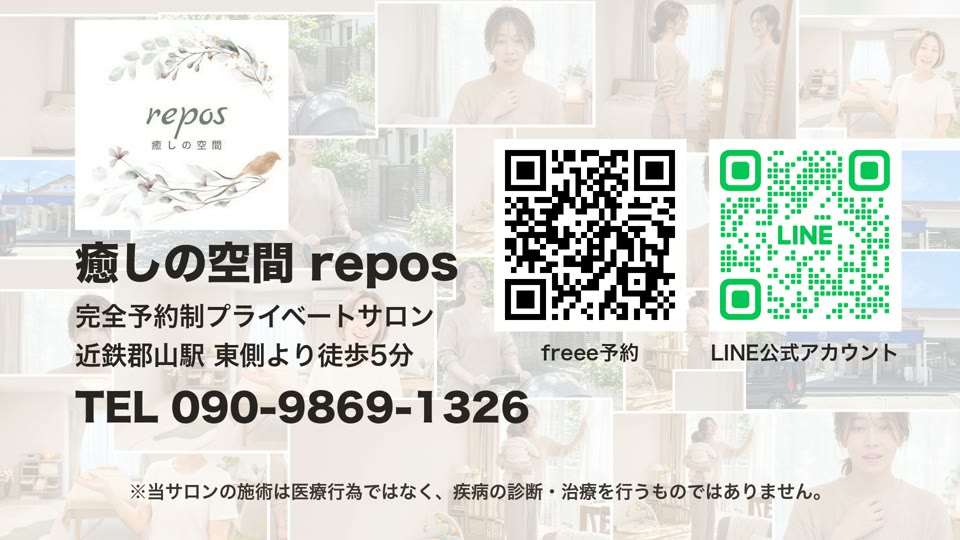 repos
癒しの空間
癒しの空間 repos
完全予約制プライベートサロン
近鉄郡山駅 東側より徒歩5分
TEL 090-9869-1326
LINE
freee予約
LINE公式アカウント
※当サロンの施術は医療行為ではなく、疾病の診断・治療を行うものではありません。